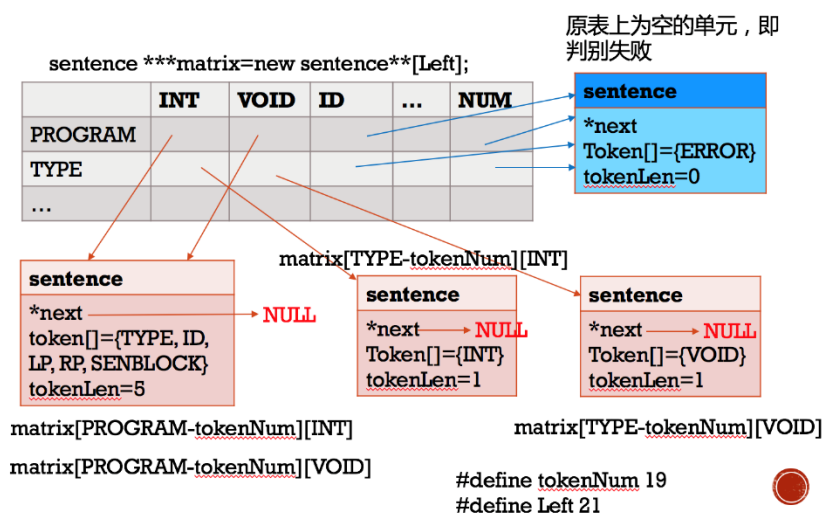 原表上为空的单元，即
判别失败
sentence ***matrix=new sentence**[Left];
INT VOID ID ... NUM
PROGRAM
TYPE
...
sentence
*next
Token[]={ERROR}
tokenLen=0
matrix[TYPE-tokenNum][INT]
sentence
*next NULL
token[]={TYPE, ID,
LP, RP, SENBLOCK}
tokenLen=5
sentence
*next NULL
Token[]={INT}
tokenLen=1
sentence
*next NULL
Token[]={VOID}
tokenLen=1
matrix[PROGRAM-tokenNum][INT]
matrix[PROGRAM-tokenNum][VOID]
matrix[TYPE-tokenNum][VOID]
#define tokenNum 19
#define Left 21